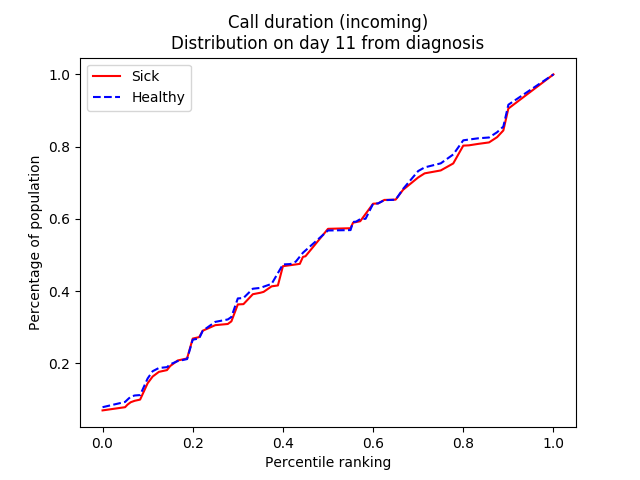 Call duration (incoming)
Distribution on day 11 from diagnosis
Sick
Healthy
1.0
0.8
0.6
0.4
0.2
Percentage of population
0.0 0.2 0.4 0.6 0.8 1.0
Percentile ranking